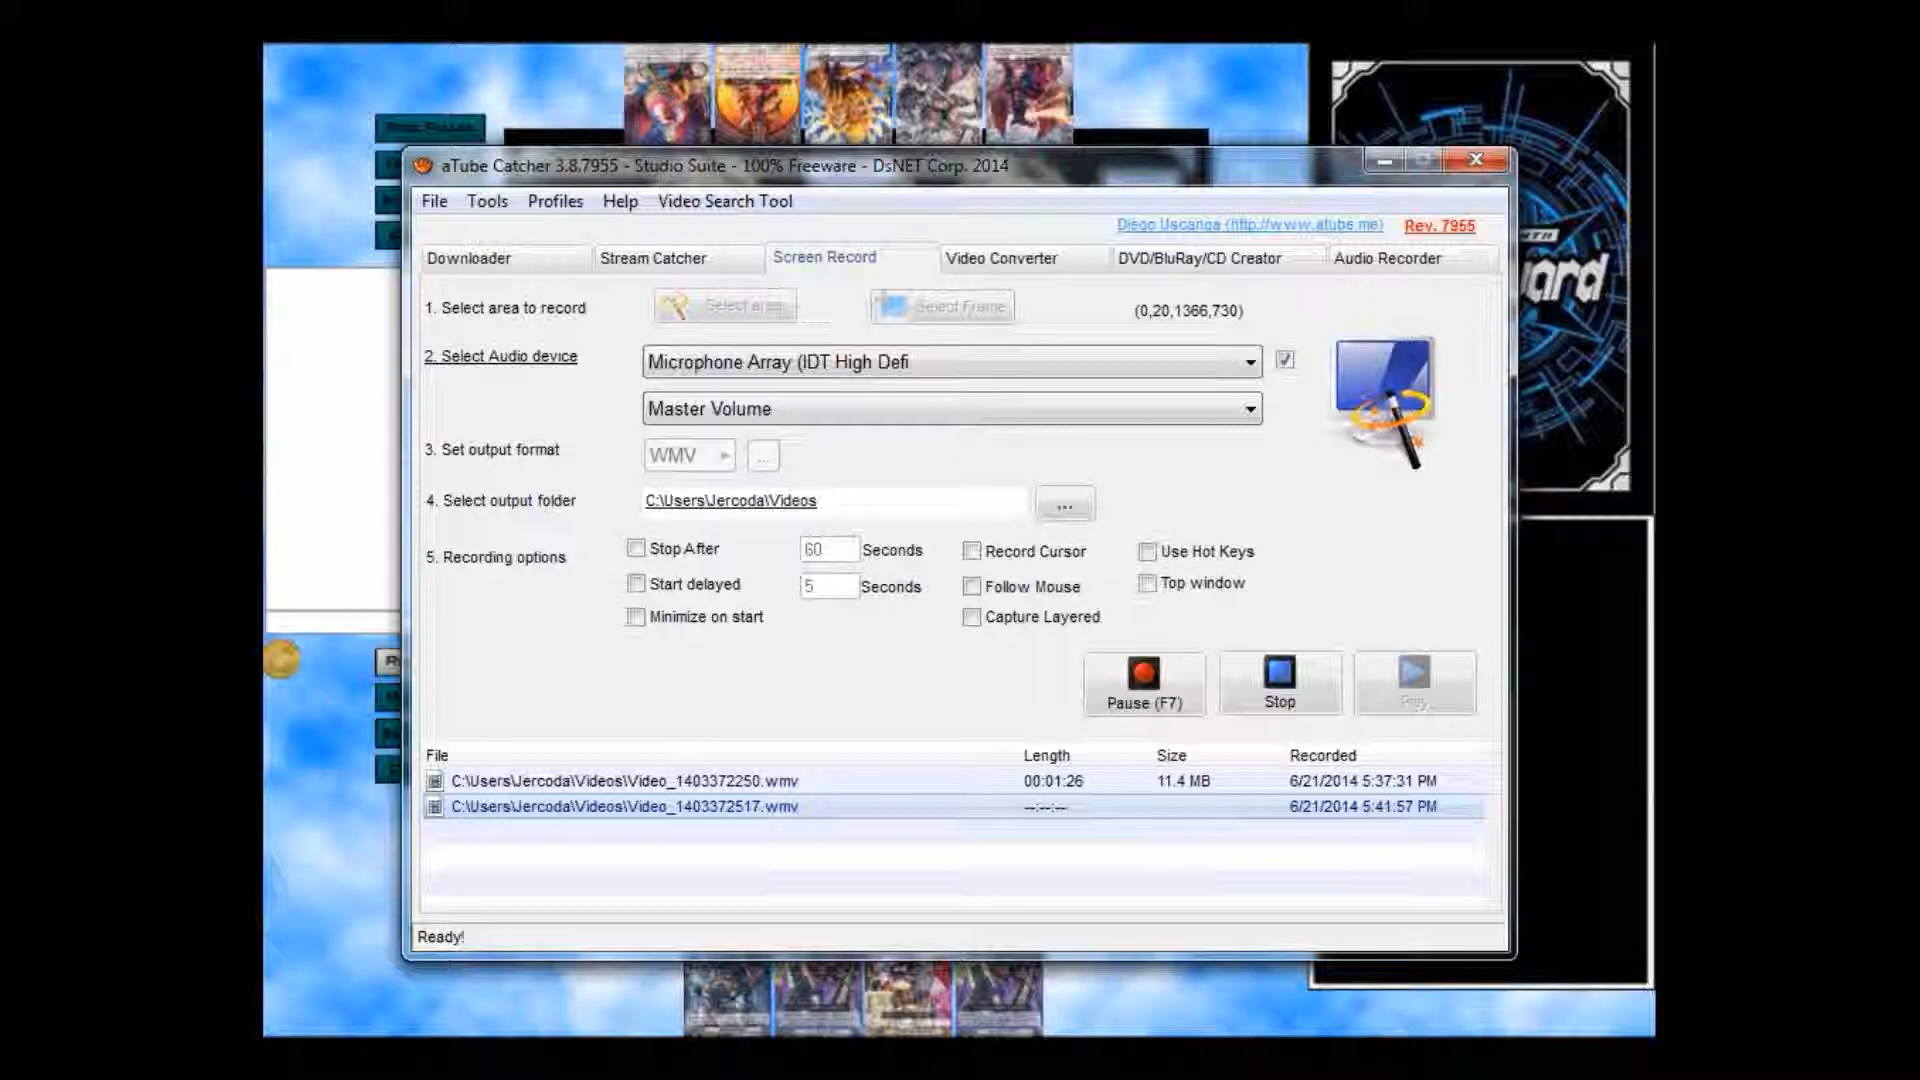 aTube Catcher 3.8.7955 - Studio Suite - 100% Freeware - DsNET Corp. 2014
File Tools Profiles Help Video Search Tool
Diego Uscanga (http://www.atube.me) Rev. 7955
Downloader Stream Catcher Screen Record Video Converter DVD/BluRay/CD Creator Audio Recorder
1. Select area to record Select area Select Frame (0,20,1366,730)
2. Select Audio device Microphone Array (IDT High Defi
Master Volume
3. Set output format WMV ...
4. Select output folder C:\Users\Jercoda\Videos ...
5. Recording options
Stop After 60 Seconds Record Cursor Use Hot Keys
Start delayed 5 Seconds Follow Mouse Top window
Minimize on start Capture Layered
Pause (F7) Stop Play
File Length Size Recorded
C:\Users\Jercoda\Videos\Video_1403372250.wmv 00:01:26 11.4 MB 6/21/2014 5:37:31 PM
C:\Users\Jercoda\Videos\Video_1403372517.wmv --:--:-- 6/21/2014 5:41:57 PM
Ready!